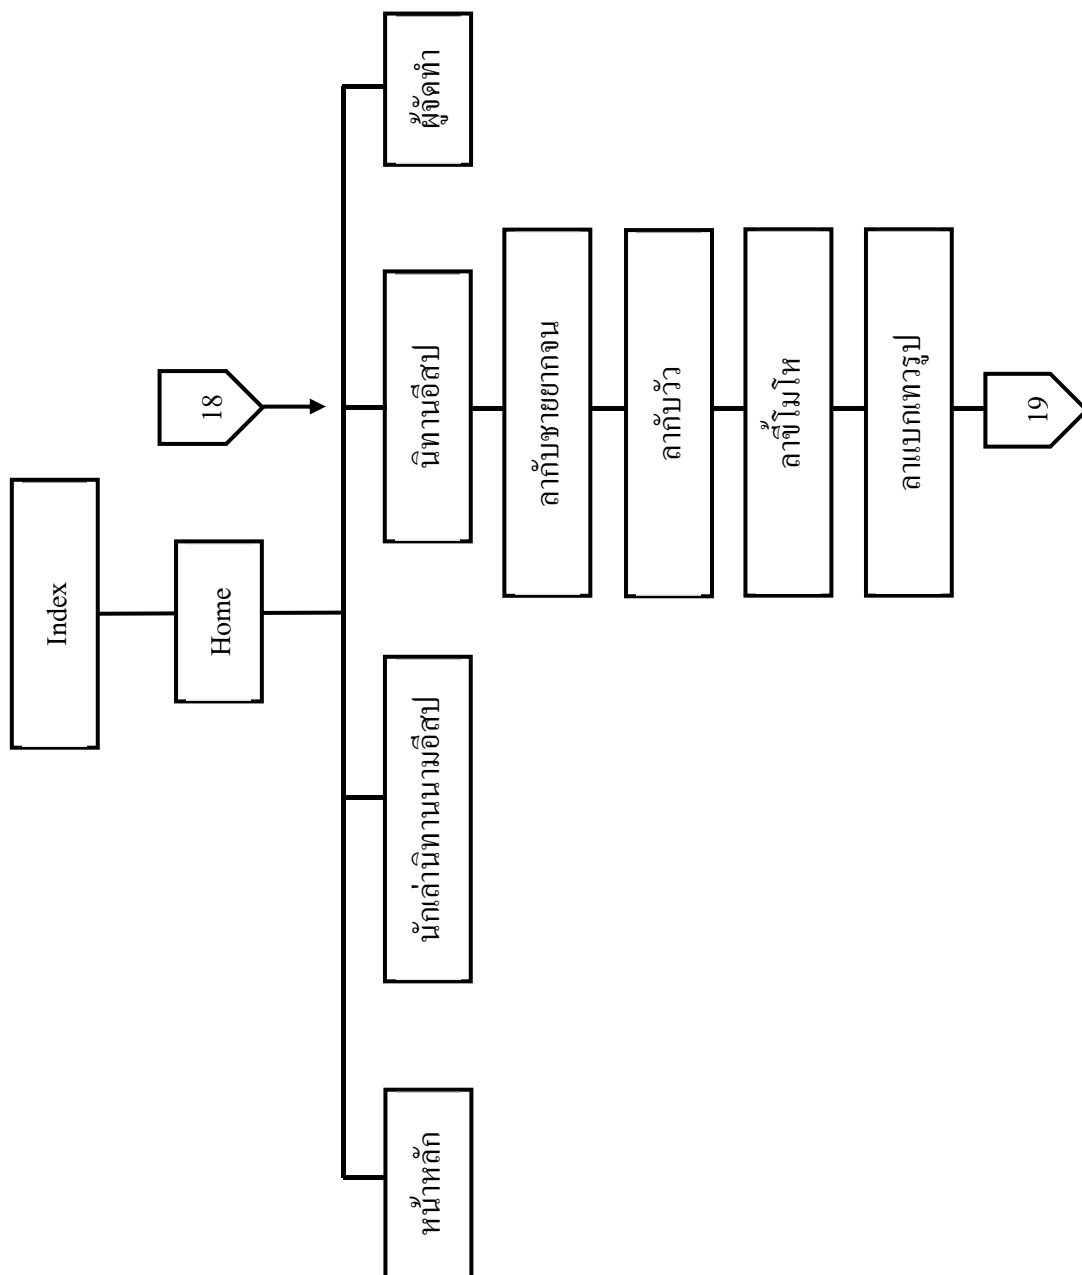 Index
Home
18
หน้าหลัก
นักเล่านิทานนามอีสป
นิทานอีสป
ผู้จัดทำ
ลากับชายยากจน
ลากับวัว
ลาขี้โมโห
ลาแบกเทวรูป
19